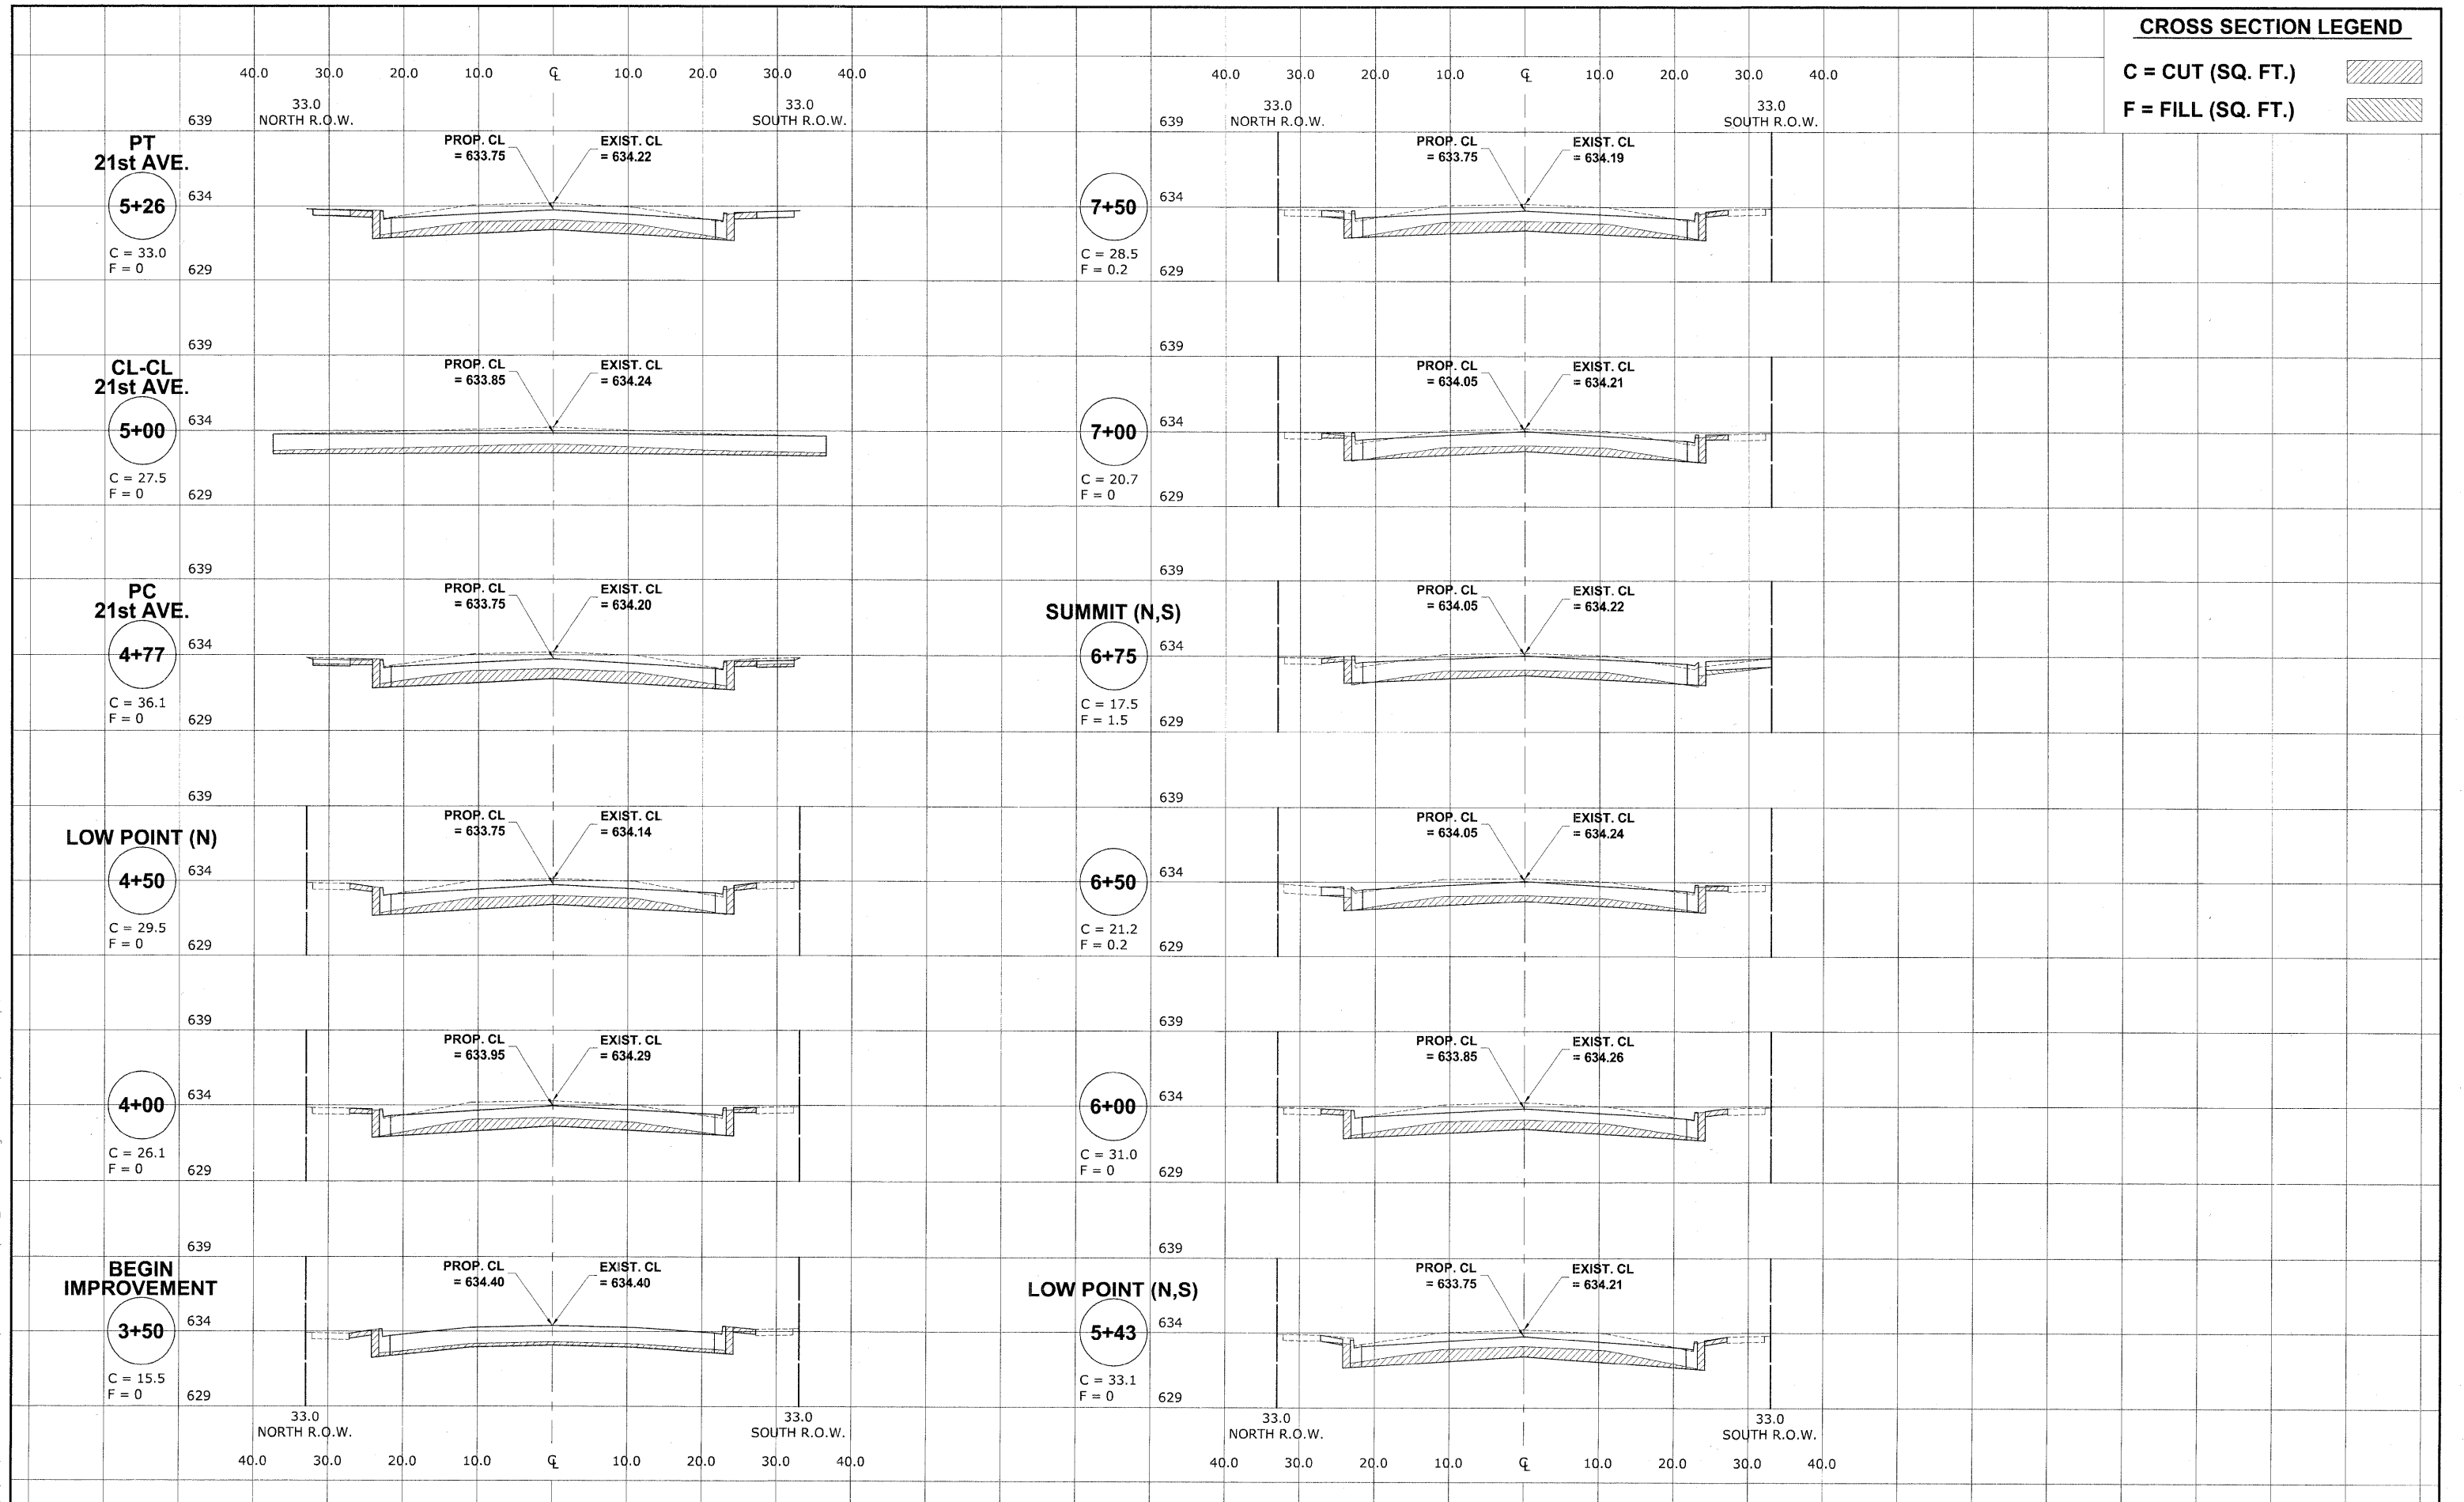 CROSS SECTION LEGEND
C = CUT (SQ. FT.)
F = FILL (SQ. FT.)
40.0 30.0 20.0 10.0 ℄ 10.0 20.0 30.0 40.0
33.0
NORTH R.O.W.
33.0
SOUTH R.O.W.
639
PT
21st AVE.
5+26
634
C = 33.0
F = 0
629
PROP. CL
= 633.75
EXIST. CL
= 634.22
639
CL-CL
21st AVE.
5+00
634
C = 27.5
F = 0
629
PROP. CL
= 633.85
EXIST. CL
= 634.24
639
PC
21st AVE.
4+77
634
C = 36.1
F = 0
629
PROP. CL
= 633.75
EXIST. CL
= 634.20
639
LOW POINT (N)
4+50
634
C = 29.5
F = 0
629
PROP. CL
= 633.75
EXIST. CL
= 634.14
639
4+00
634
C = 26.1
F = 0
629
PROP. CL
= 633.95
EXIST. CL
= 634.29
639
BEGIN
IMPROVEMENT
3+50
634
C = 15.5
F = 0
629
PROP. CL
= 634.40
EXIST. CL
= 634.40
33.0
NORTH R.O.W.
33.0
SOUTH R.O.W.
40.0 30.0 20.0 10.0 ℄ 10.0 20.0 30.0 40.0
40.0 30.0 20.0 10.0 ℄ 10.0 20.0 30.0 40.0
33.0
NORTH R.O.W.
33.0
SOUTH R.O.W.
639
7+50
634
C = 28.5
F = 0.2
629
PROP. CL
= 633.75
EXIST. CL
= 634.19
639
7+00
634
C = 20.7
F = 0
629
PROP. CL
= 634.05
EXIST. CL
= 634.21
639
SUMMIT (N,S)
6+75
634
C = 17.5
F = 1.5
629
PROP. CL
= 634.05
EXIST. CL
= 634.22
639
6+50
634
C = 21.2
F = 0.2
629
PROP. CL
= 634.05
EXIST. CL
= 634.24
639
6+00
634
C = 31.0
F = 0
629
PROP. CL
= 633.85
EXIST. CL
= 634.26
639
LOW POINT (N,S)
5+43
634
C = 33.1
F = 0
629
PROP. CL
= 633.75
EXIST. CL
= 634.21
33.0
NORTH R.O.W.
33.0
SOUTH R.O.W.
40.0 30.0 20.0 10.0 ℄ 10.0 20.0 30.0 40.0